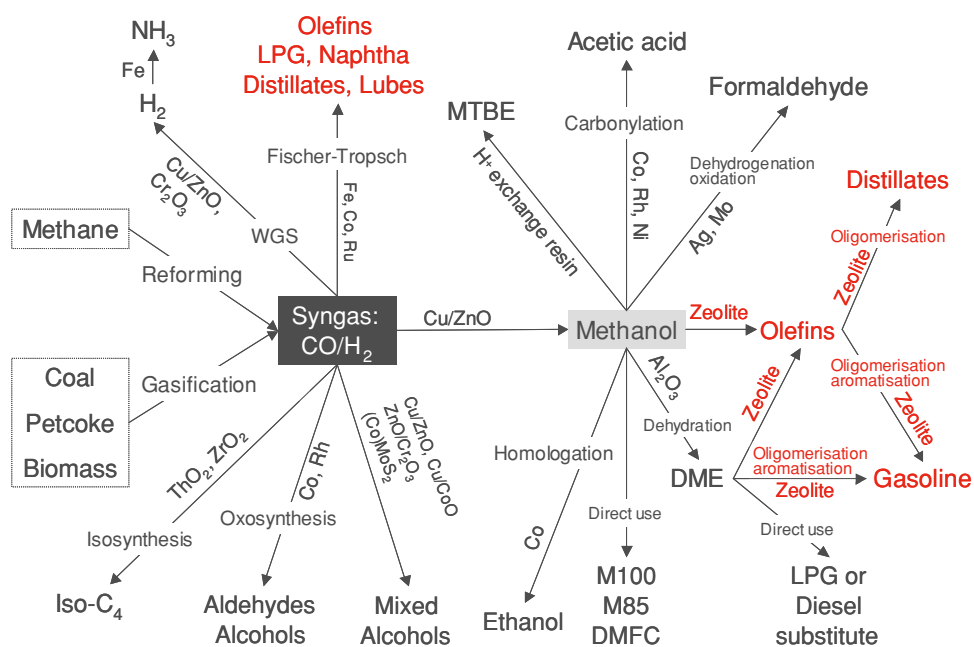 NH₃
Fe
H₂
Cu/ZnO,
Cr₂O₃
WGS
Olefins
LPG, Naphtha
Distillates, Lubes
Fischer-Tropsch
Fe, Co, Ru
Methane
Reforming
Coal
Petcoke
Biomass
Gasification
Syngas:
CO/H₂
Cu/ZnO
ThO₂, ZrO₂
Isosynthesis
Iso-C₄
Co, Rh
Oxosynthesis
Aldehydes
Alcohols
Cu/ZnO, Cu/CoO
ZnO/Cr₂O₃
(Co)MoS₂
Mixed
Alcohols
Methanol
MTBE
H⁺ exchange resin
Acetic acid
Carbonylation
Co, Rh, Ni
Formaldehyde
Dehydrogenation
oxidation
Ag, Mo
Zeolite
Olefins
Distillates
Oligomerisation
Zeolite
Oligomerisation
aromatisation
Zeolite
Gasoline
Al₂O₃
Dehydration
DME
Zeolite
Oligomerisation
aromatisation
Zeolite
Direct use
LPG or
Diesel
substitute
Homologation
Co
Ethanol
Direct use
M100
M85
DMFC